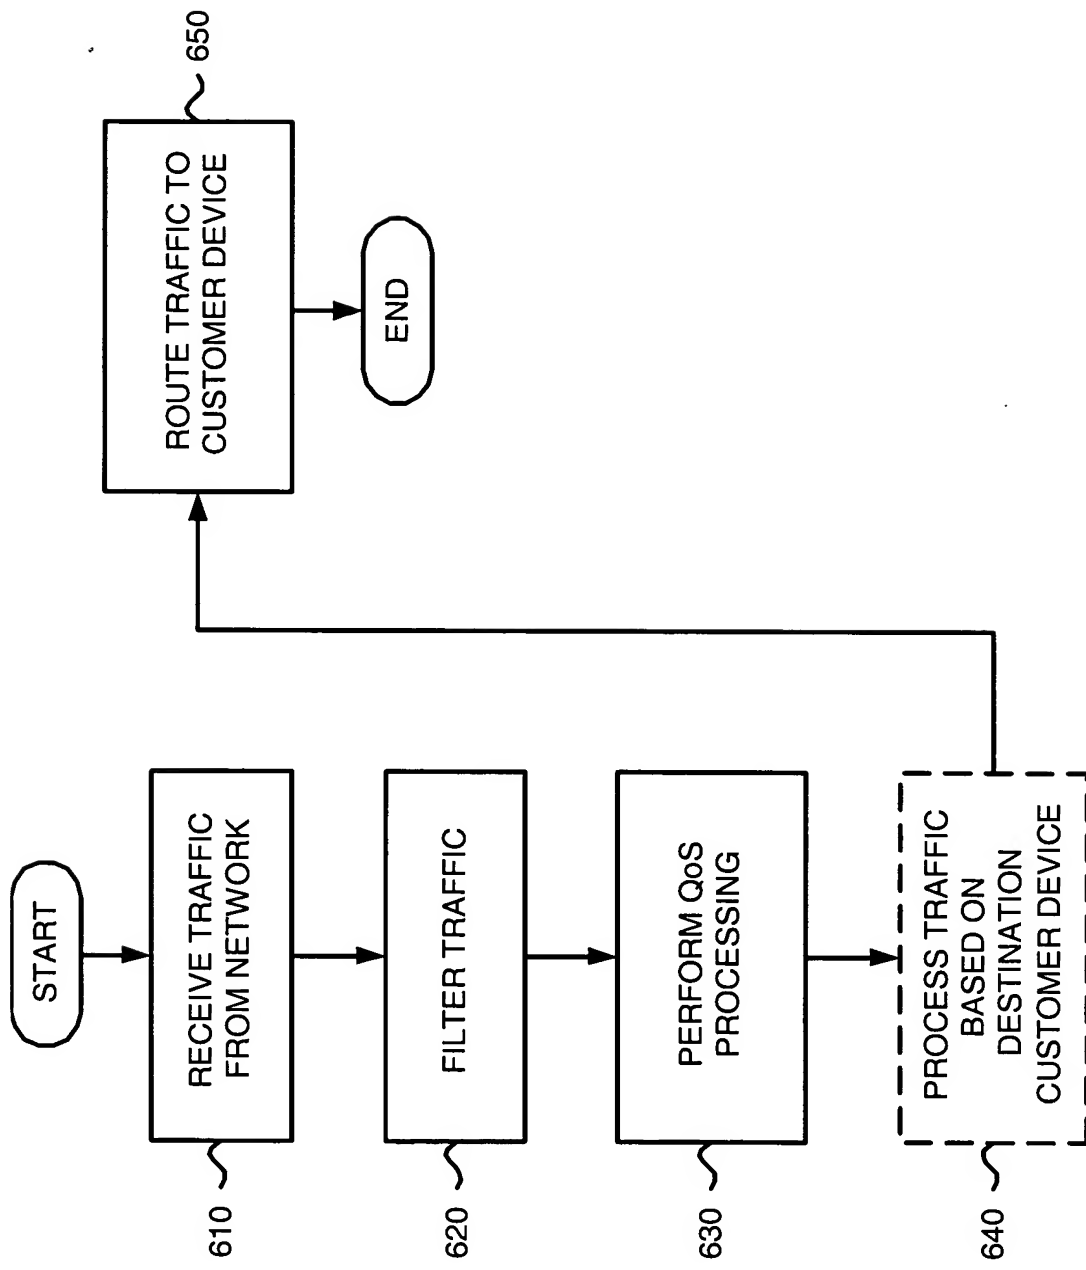 START
RECEIVE TRAFFIC
FROM NETWORK
610
FILTER TRAFFIC
620
PERFORM QoS
PROCESSING
630
PROCESS TRAFFIC
BASED ON
DESTINATION
CUSTOMER DEVICE
640
ROUTE TRAFFIC TO
CUSTOMER DEVICE
650
END